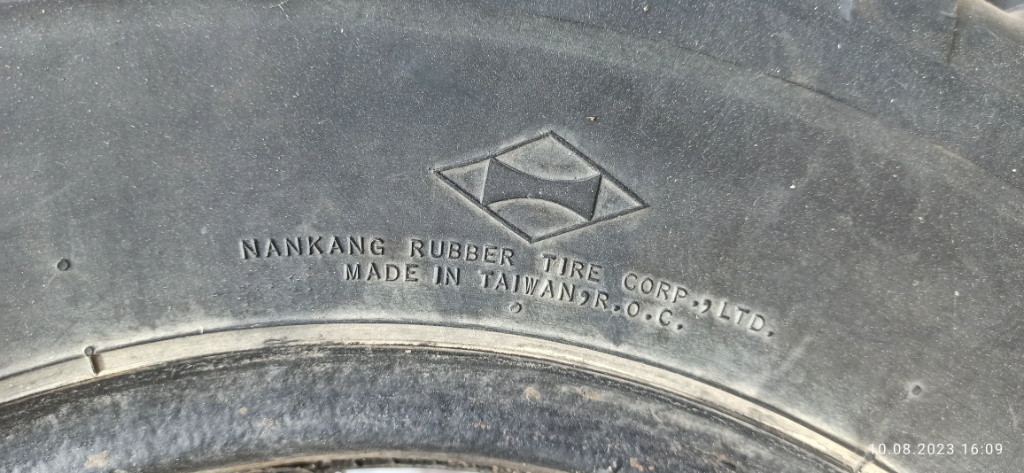 NANKANG RUBBER TIRE CORP.,LTD.
MADE IN TAIWAN,R.O.C.
10.08.2023 16:09